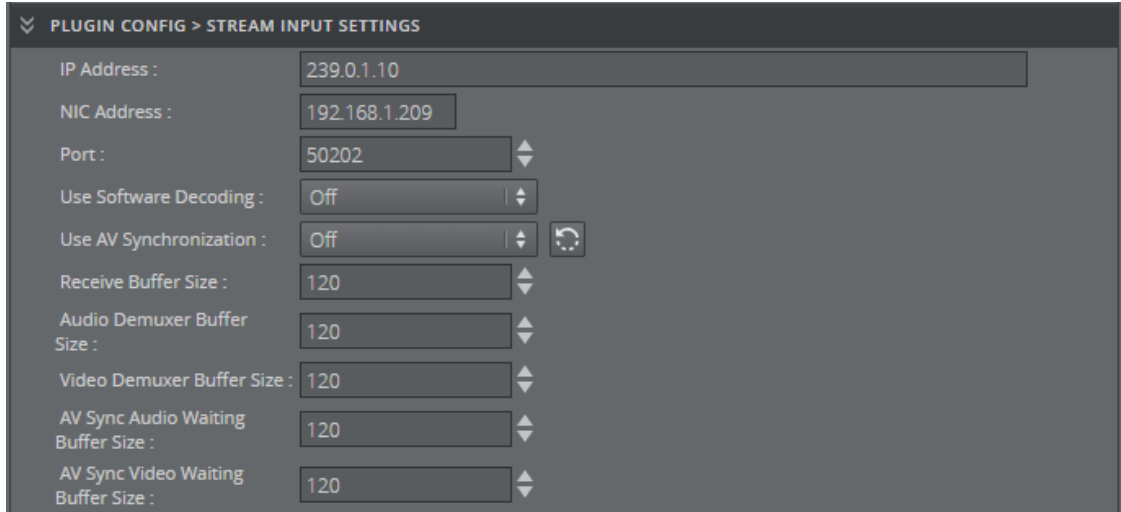 PLUGIN CONFIG > STREAM INPUT SETTINGS
IP Address : 239.0.1.10
NIC Address : 192.168.1.209
Port : 50202
Use Software Decoding : Off
Use AV Synchronization : Off
Receive Buffer Size : 120
Audio Demuxer Buffer
Size : 120
Video Demuxer Buffer Size : 120
AV Sync Audio Waiting
Buffer Size : 120
AV Sync Video Waiting
Buffer Size : 120